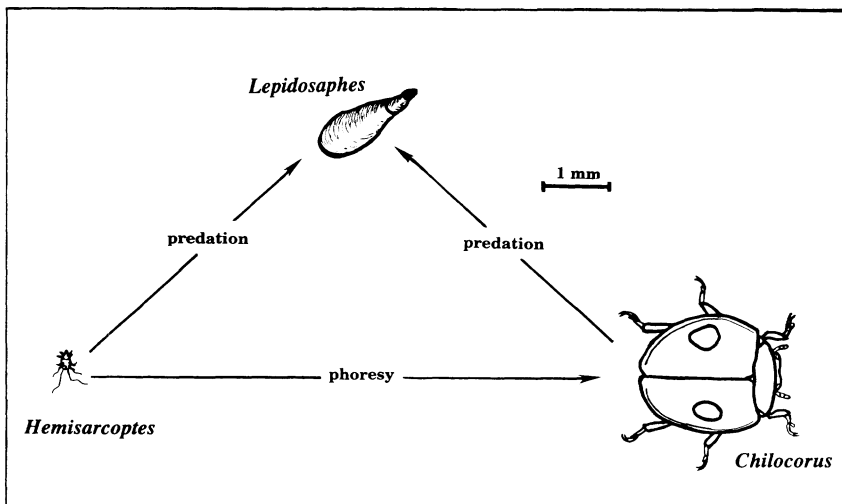 Lepidosaphes
1 mm
predation
predation
phoresy
Hemisarcoptes
Chilocorus